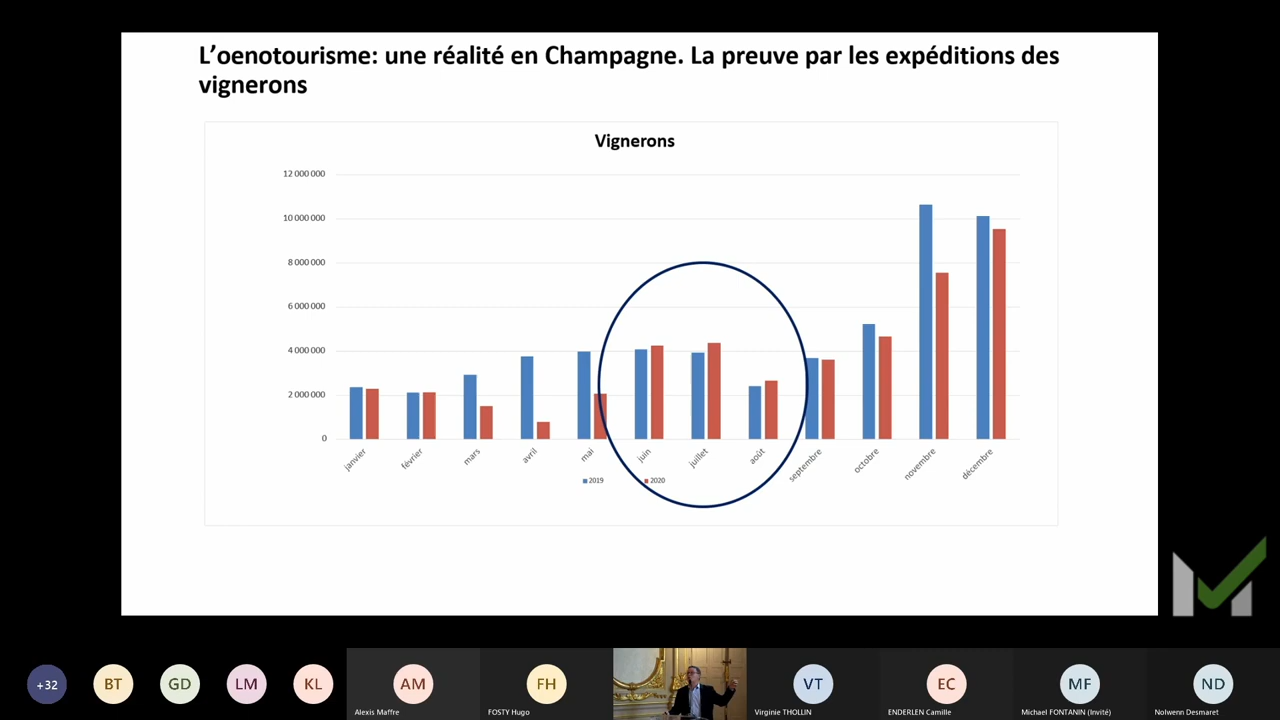 L’oenotourisme: une réalité en Champagne. La preuve par les expéditions des
vignerons
Vignerons
12 000 000
10 000 000
8 000 000
6 000 000
4 000 000
2 000 000
0
janvier
février
mars
avril
mai
juin
juillet
août
septembre
octobre
novembre
décembre
2019
2020
+32
BT
GD
LM
KL
AM
FH
VT
EC
MF
ND
Alexis Maffre
FOSTY Hugo
Virginie THOLLIN
ENDERLEN Camille
Michael FONTANIN (Invité)
Nolwenn Desmaret